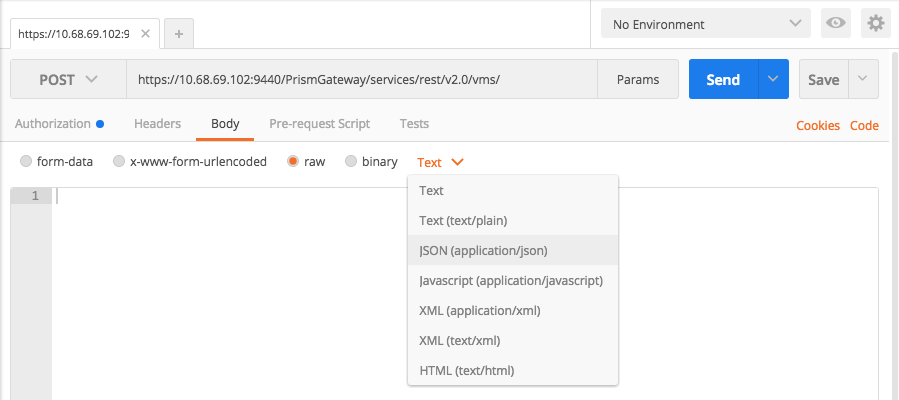 https://10.68.69.102:9
No Environment
POST https://10.68.69.102:9440/PrismGateway/services/rest/v2.0/vms/ Params Send Save
Authorization Headers Body Pre-request Script Tests Cookies Code
form-data x-www-form-urlencoded raw binary Text
1
Text
Text (text/plain)
JSON (application/json)
Javascript (application/javascript)
XML (application/xml)
XML (text/xml)
HTML (text/html)